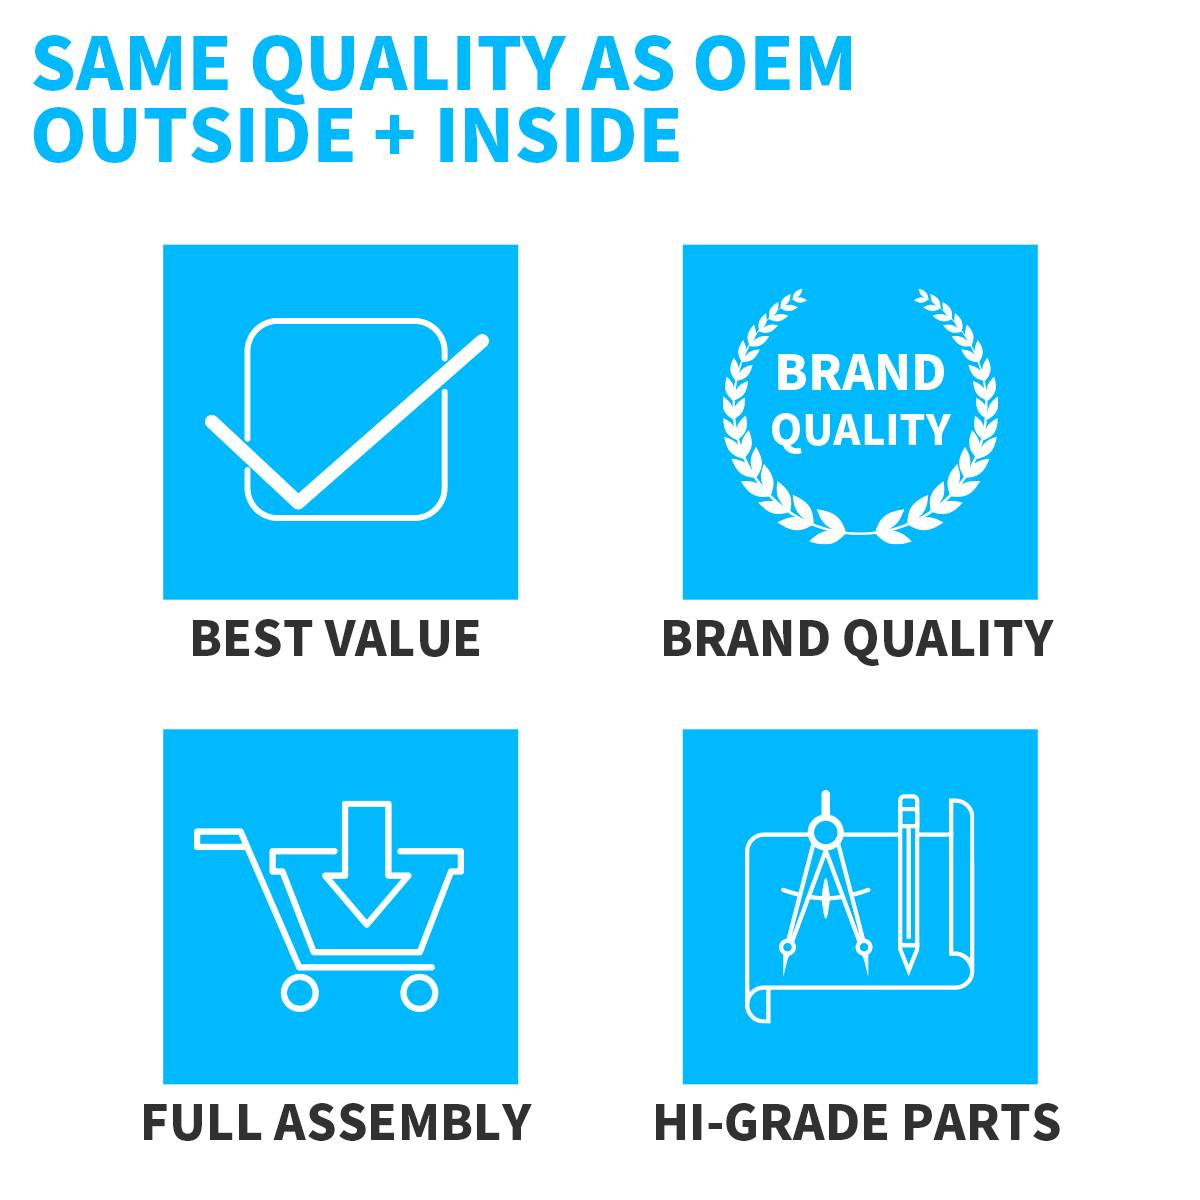 SAME QUALITY AS OEM
OUTSIDE + INSIDE
BRAND
QUALITY
BEST VALUE
BRAND QUALITY
FULL ASSEMBLY
HI-GRADE PARTS